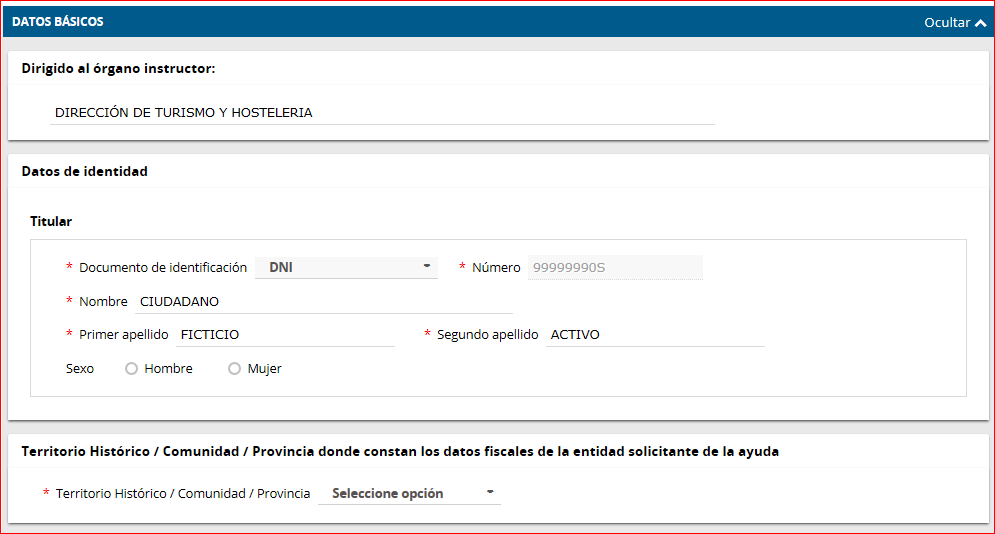 DATOS BÁSICOS Ocultar
Dirigido al órgano instructor:
DIRECCIÓN DE TURISMO Y HOSTELERIA
Datos de identidad
Titular
* Documento de identificación DNI * Número 99999990S
* Nombre CIUDADANO
* Primer apellido FICTICIO * Segundo apellido ACTIVO
Sexo Hombre Mujer
Territorio Histórico / Comunidad / Provincia donde constan los datos fiscales de la entidad solicitante de la ayuda
* Territorio Histórico / Comunidad / Provincia Seleccione opción